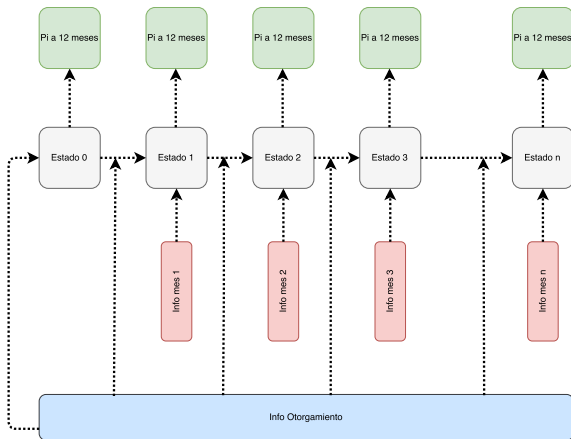 Pi a 12 meses
Pi a 12 meses
Pi a 12 meses
Pi a 12 meses
Pi a 12 meses
Estado 0
Estado 1
Estado 2
Estado 3
Estado n
Info mes 1
Info mes 2
Info mes 3
Info mes n
Info Otorgamiento